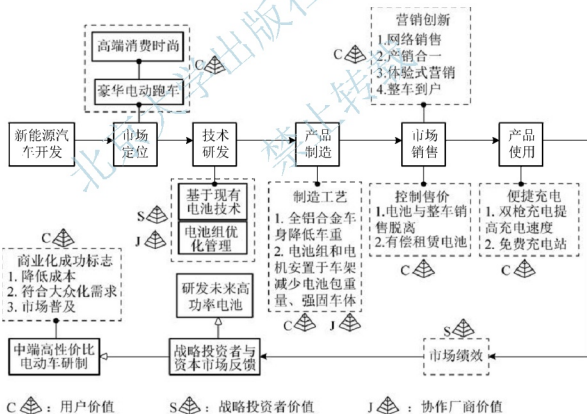 营销创新
1.网络销售
2.产销合一
3.体验式营销
4.整车到户
高端消费时尚
豪华电动跑车
C
C
新能源汽
车开发
市场
定位
技术
研发
产品
制造
市场
销售
产品
使用
基于现有
电池技术
电池组优
化管理
S
J
制造工艺
1. 全铝合金车
身降低车重
2. 电池组和电
机安置于车架
减少电池包重
量、强固车体
C
J
控制售价
1.电池与整车销
售脱离
2.有偿租赁电池
C
便捷充电
1. 双枪充电提
高充电速度
2. 免费充电站
C
C
商业化成功标志
1. 降低成本
2. 符合大众化需求
3. 市场普及
研发未来高
功率电池
中端高性价比
电动车研制
战略投资者与
资本市场反馈
S
市场绩效
C ：用户价值
S ：战略投资者价值
J ：协作厂商价值
北京大学出版社
禁止转载